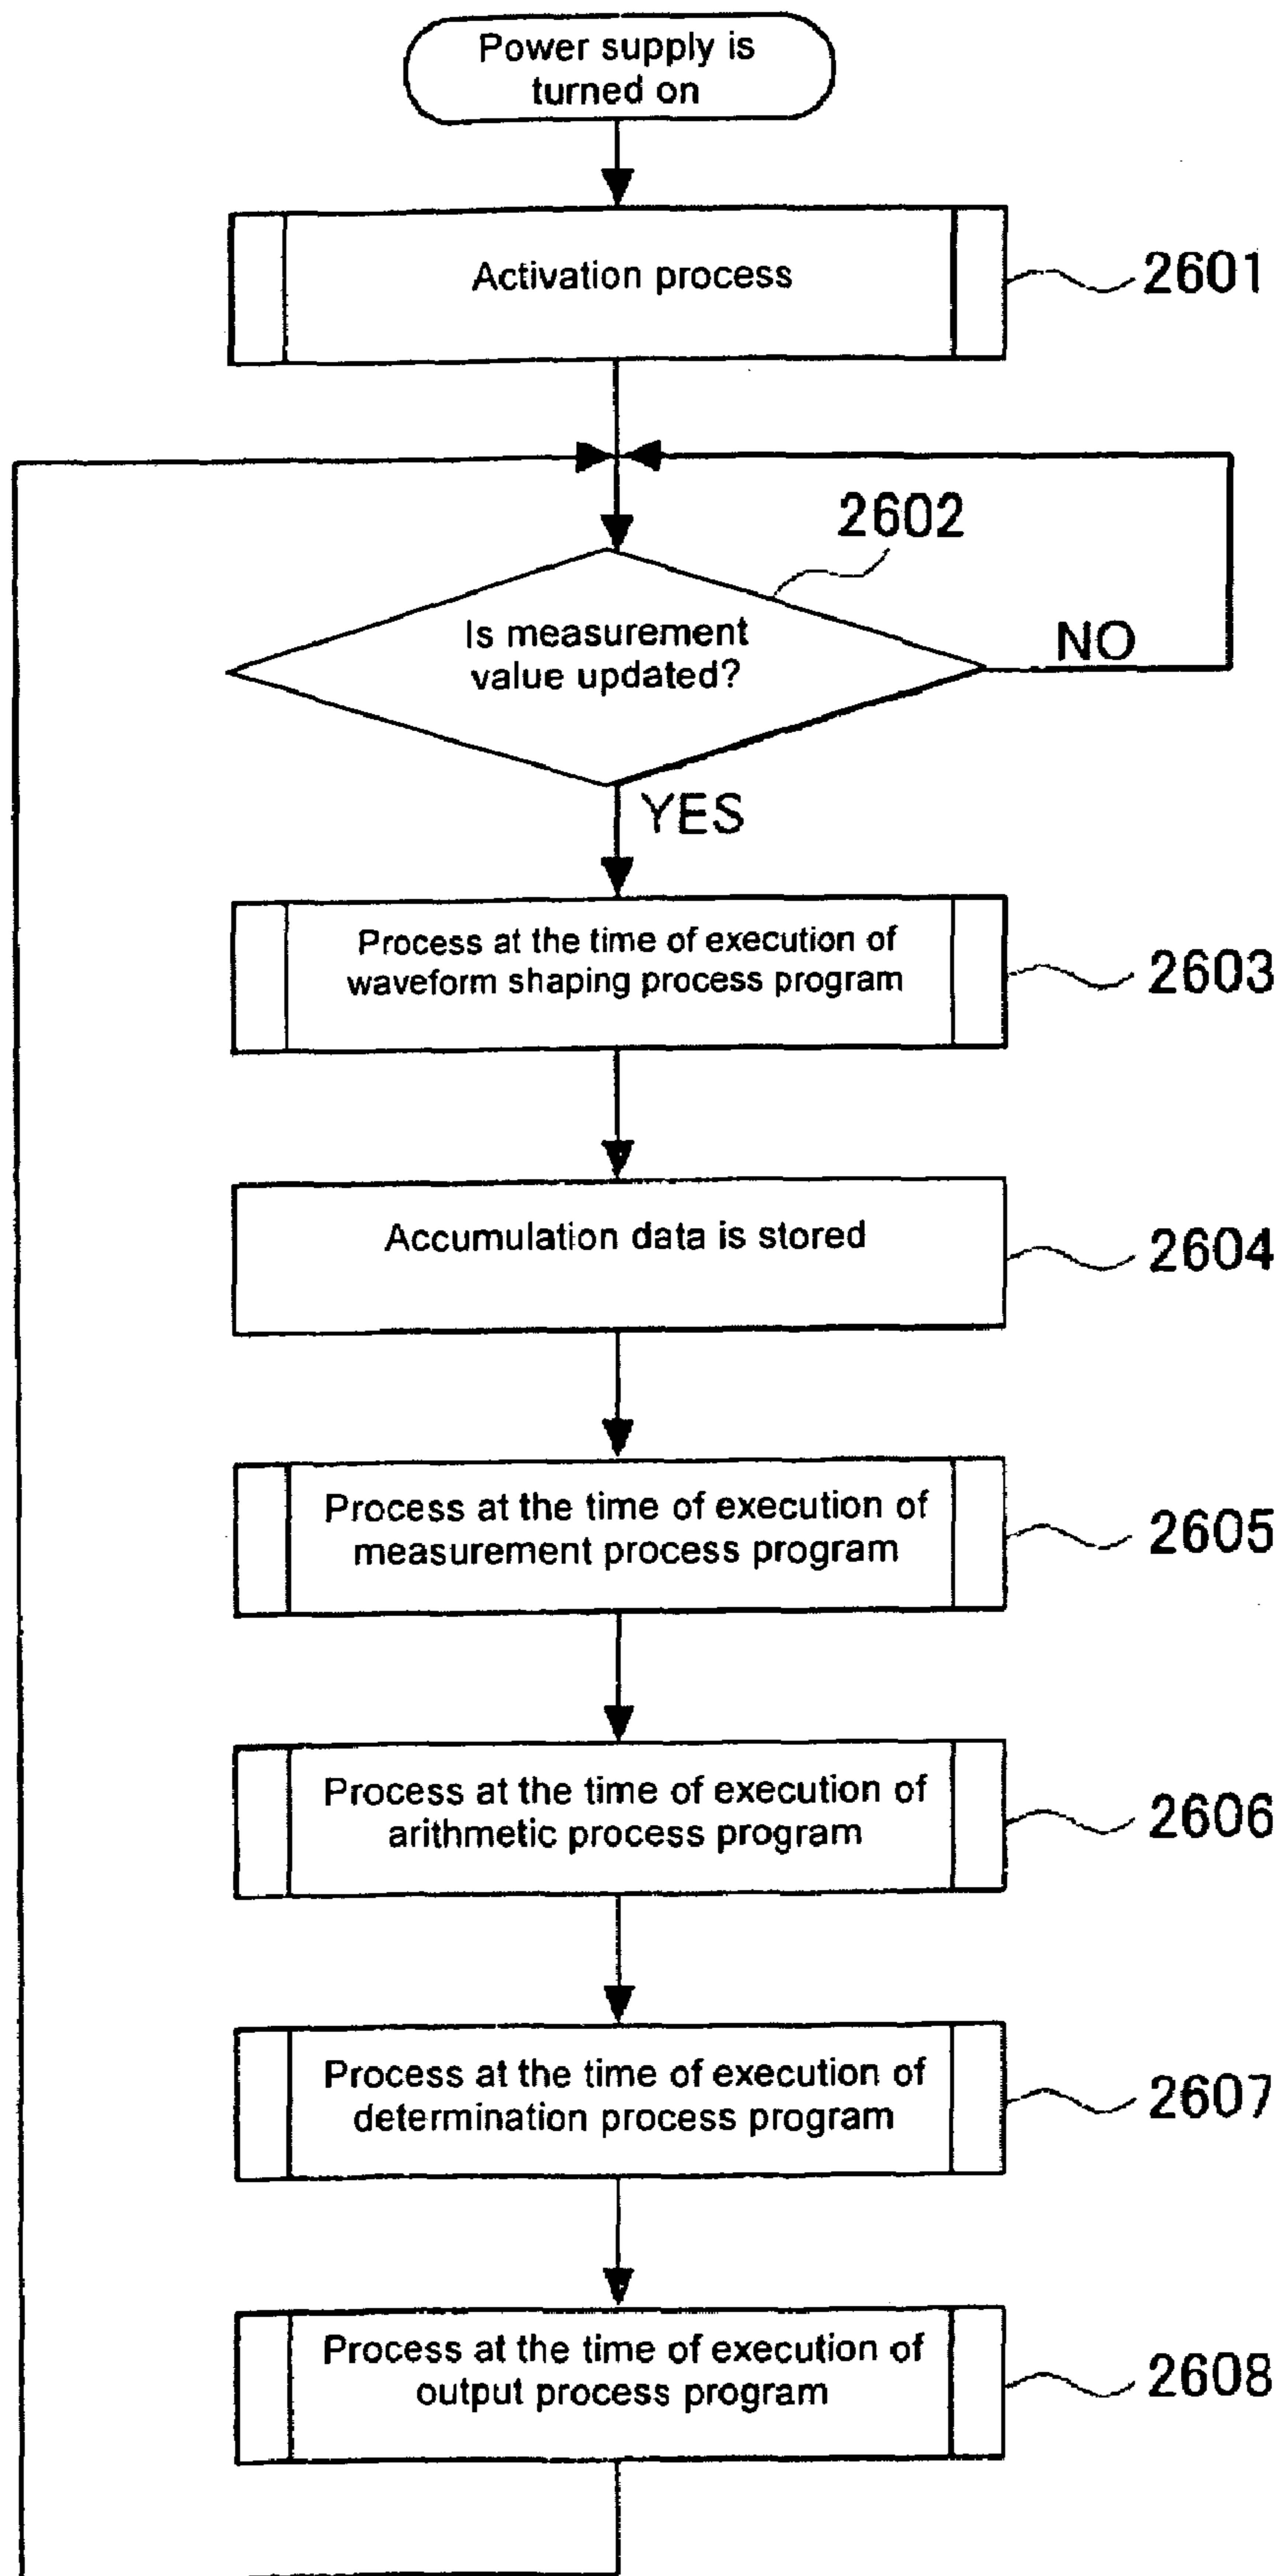 Power supply is
turned on
Activation process
2601
2602
Is measurement
value updated?
NO
YES
Process at the time of execution of
waveform shaping process program
2603
Accumulation data is stored
2604
Process at the time of execution of
measurement process program
2605
Process at the time of execution of
arithmetic process program
2606
Process at the time of execution of
determination process program
2607
Process at the time of execution of
output process program
2608